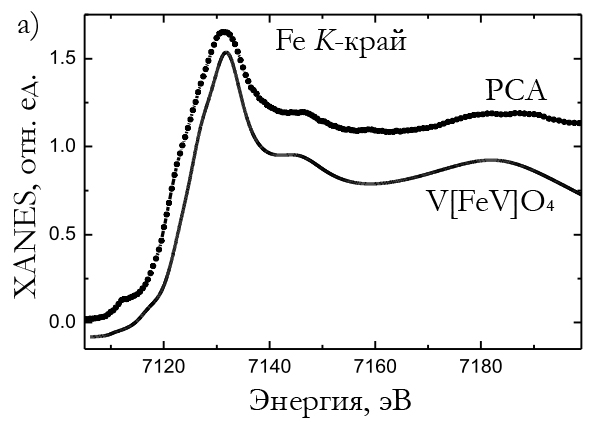 а)
Fe K-край
PCA
V[FeV]O₄
XANES, отн. ед.
1.5
1.0
0.5
0.0
7120 7140 7160 7180
Энергия, эВ